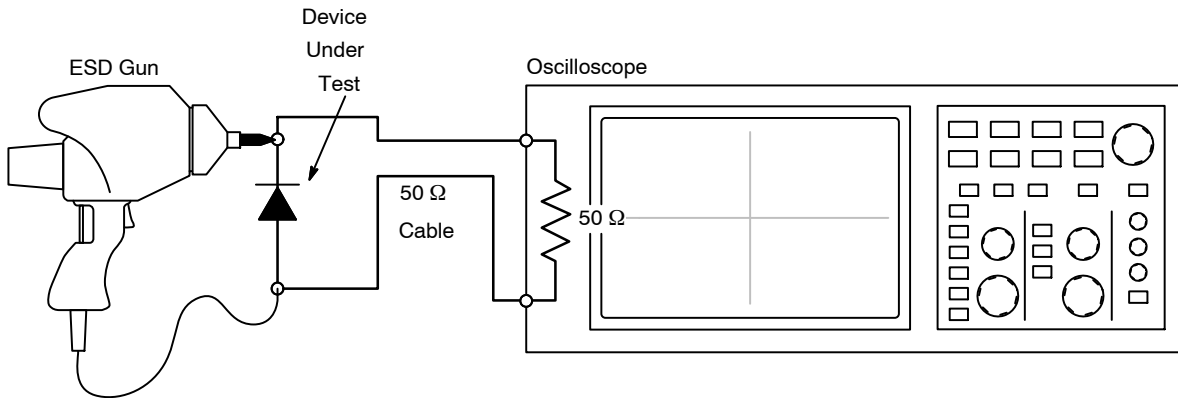 Device
Under
Test
ESD Gun
Oscilloscope
50 Ω
Cable
50 Ω